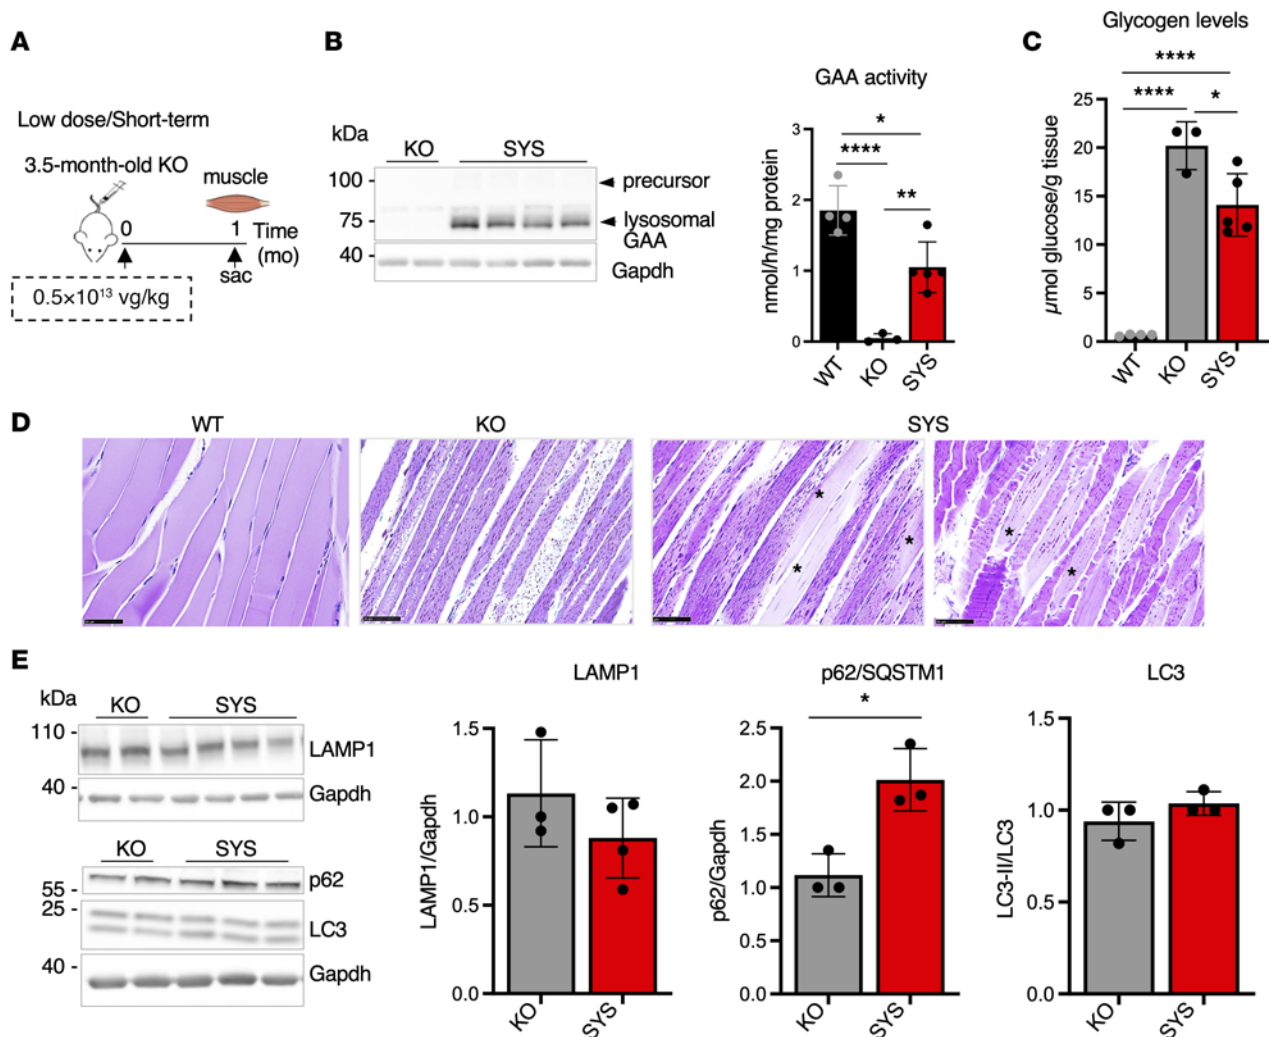 A
Low dose/Short-term
3.5-month-old KO
muscle
0
1
Time
(mo)
sac
0.5×10¹³ vg/kg
B
kDa
KO
SYS
100 -
75 -
40 -
precursor
lysosomal
GAA
Gapdh
GAA activity
nmol/h/mg protein
3
2
1
0
*
****
**
WT
KO
SYS
C
Glycogen levels
µmol glucose/g tissue
25
20
15
10
5
0
****
****
*
WT
KO
SYS
D
WT
KO
SYS
*
*
*
*
*
E
kDa
KO
SYS
110 -
LAMP1
40 -
Gapdh
KO
SYS
p62
55 -
25 -
LC3
40 -
Gapdh
LAMP1
LAMP1/Gapdh
1.5
1.0
0.5
0.0
KO
SYS
p62/SQSTM1
*
p62/Gapdh
2.5
2.0
1.5
1.0
0.5
0.0
KO
SYS
LC3
LC3-II/LC3
1.5
1.0
0.5
0.0
KO
SYS